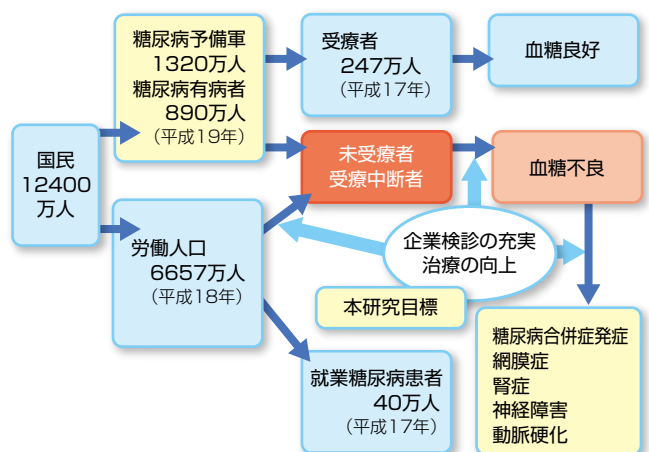 糖尿病予備軍
1320万人
糖尿病有病者
890万人
(平成19年)
受療者
247万人
(平成17年)
血糖良好
国民
12400
万人
未受療者
受療中断者
血糖不良
労働人口
6657万人
(平成18年)
企業検診の充実
治療の向上
本研究目標
就業糖尿病患者
40万人
(平成17年)
糖尿病合併症発症
網膜症
腎症
神経障害
動脈硬化